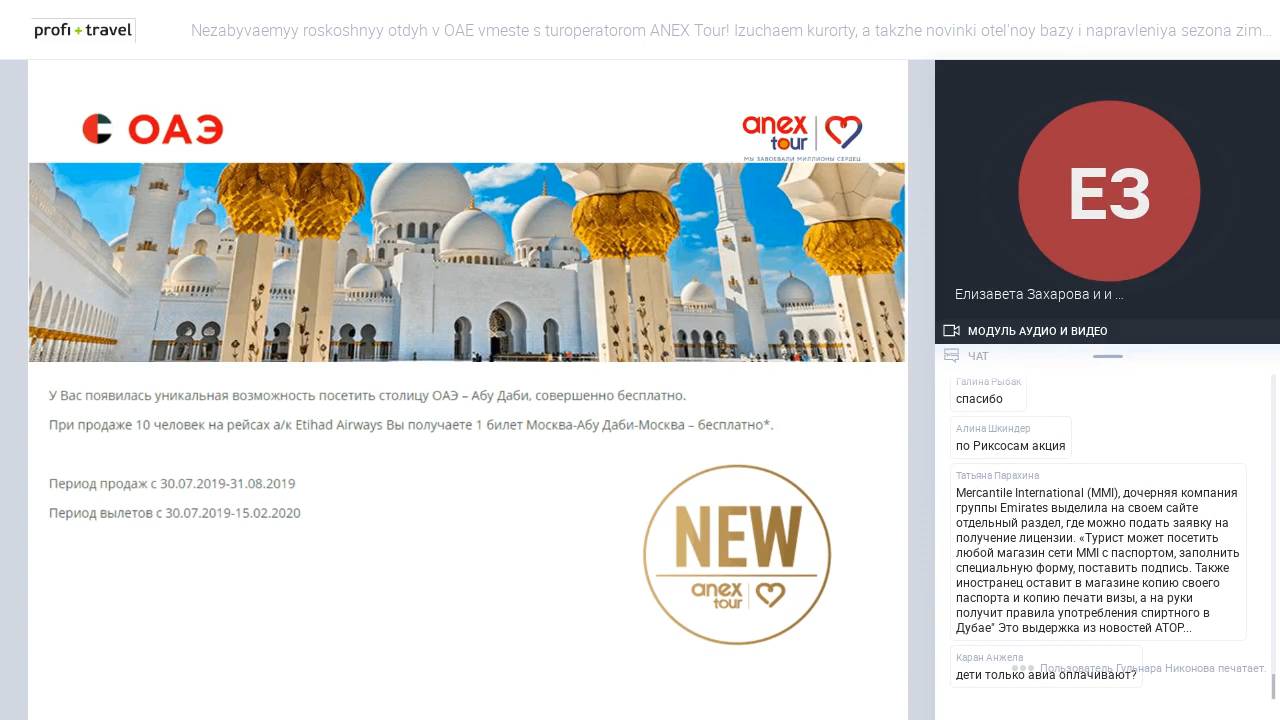 profi + travel
Nezabyvaemyy roskoshnyy otdyh v OAE vmeste s turoperatorom ANEX Tour! Izuchaem kurorty, a takzhe novinki otel'noy bazy i napravleniya sezona zim...
ОАЭ
anex
tour
МЫ ЗАВОЕВАЛИ МИЛЛИОНЫ СЕРДЕЦ
У Вас появилась уникальная возможность посетить столицу ОАЭ – Абу Даби, совершенно бесплатно.
При продаже 10 человек на рейсах а/к Etihad Airways Вы получаете 1 билет Москва-Абу Даби-Москва – бесплатно*.
Период продаж с 30.07.2019-31.08.2019
Период вылетов с 30.07.2019-15.02.2020
NEW
anex
tour
ЕЗ
Елизавета Захарова и и ...
МОДУЛЬ АУДИО И ВИДЕО
ЧАТ
Галина Рыбак
спасибо
Алина Шкиндер
по Риксосам акция
Татьяна Парахина
Mercantile International (MMI), дочерняя компания
группы Emirates выделила на своем сайте
отдельный раздел, где можно подать заявку на
получение лицензии. «Турист может посетить
любой магазин сети MMI с паспортом, заполнить
специальную форму, поставить подпись. Также
иностранец оставит в магазине копию своего
паспорта и копию печати визы, а на руки
получит правила употребления спиртного в
Дубае" Это выдержка из новостей АТОР...
Каран Анжела
Пользователь Гульнара Никонова печатает.
дети только авиа оплачивают?